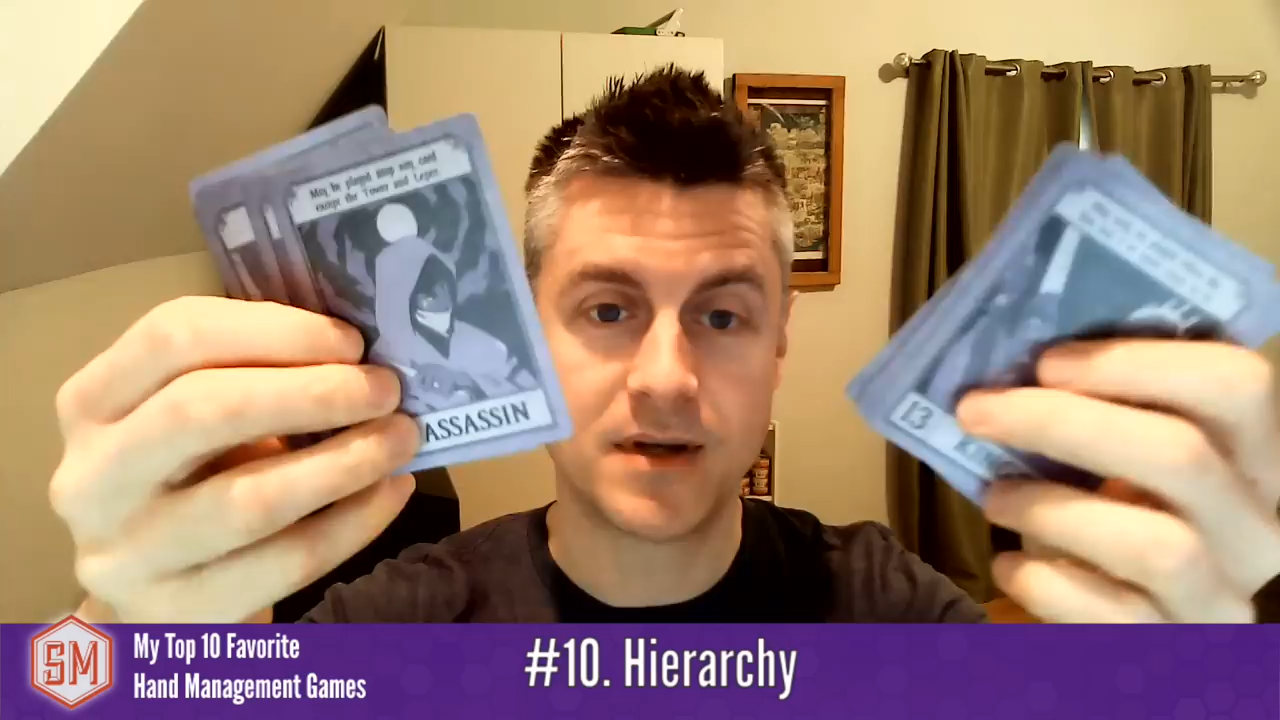 May be played atop any card
except the Tower and Leper
ASSASSIN
13
SM
My Top 10 Favorite
Hand Management Games
#10. Hierarchy